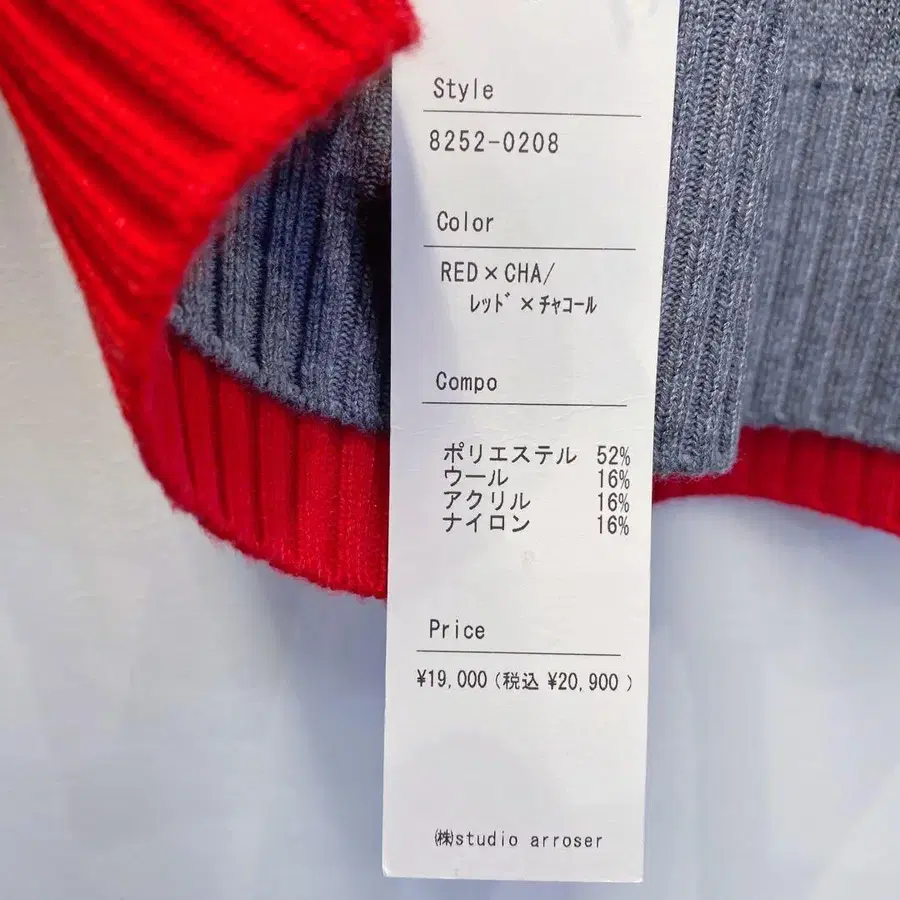 Style
8252-0208
Color
RED×CHA/
ﾚｯﾄﾞ×ﾁｬｺｰﾙ
Compo
ポリエステル 52%
ウール 16%
アクリル 16%
ナイロン 16%
Price
¥19,000 (税込 ¥20,900 )
㈱studio arroser